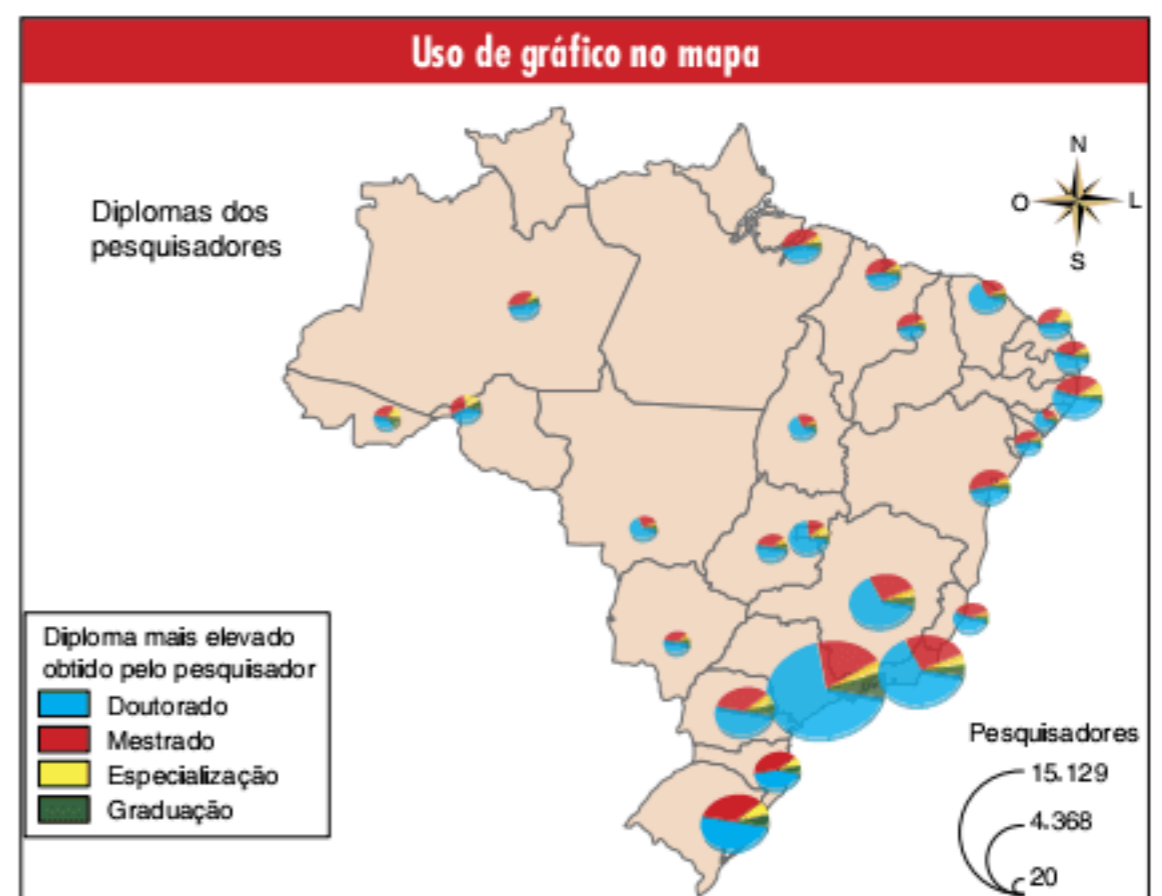 Uso de gráfico no mapa
Diplomas dos
pesquisadores
N
O
L
S
Diploma mais elevado
obtido pelo pesquisador
Doutorado
Mestrado
Especialização
Graduação
Pesquisadores
15.129
4.368
20